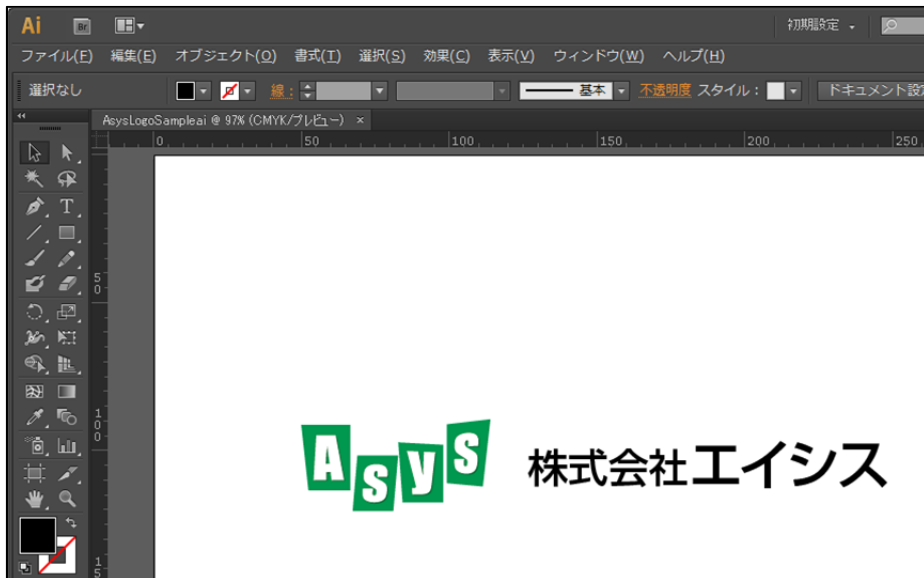 Ai Br 初期設定
ファイル(F) 編集(E) オブジェクト(O) 書式(T) 選択(S) 効果(C) 表示(V) ウィンドウ(W) ヘルプ(H)
選択なし 線: 基本 不透明度 スタイル: ドキュメント設定
AsysLogoSampleai @ 97% (CMYK/プレビュー) ×
0 50 100 150 200 250
50
100
Asys 株式会社エイシス
15